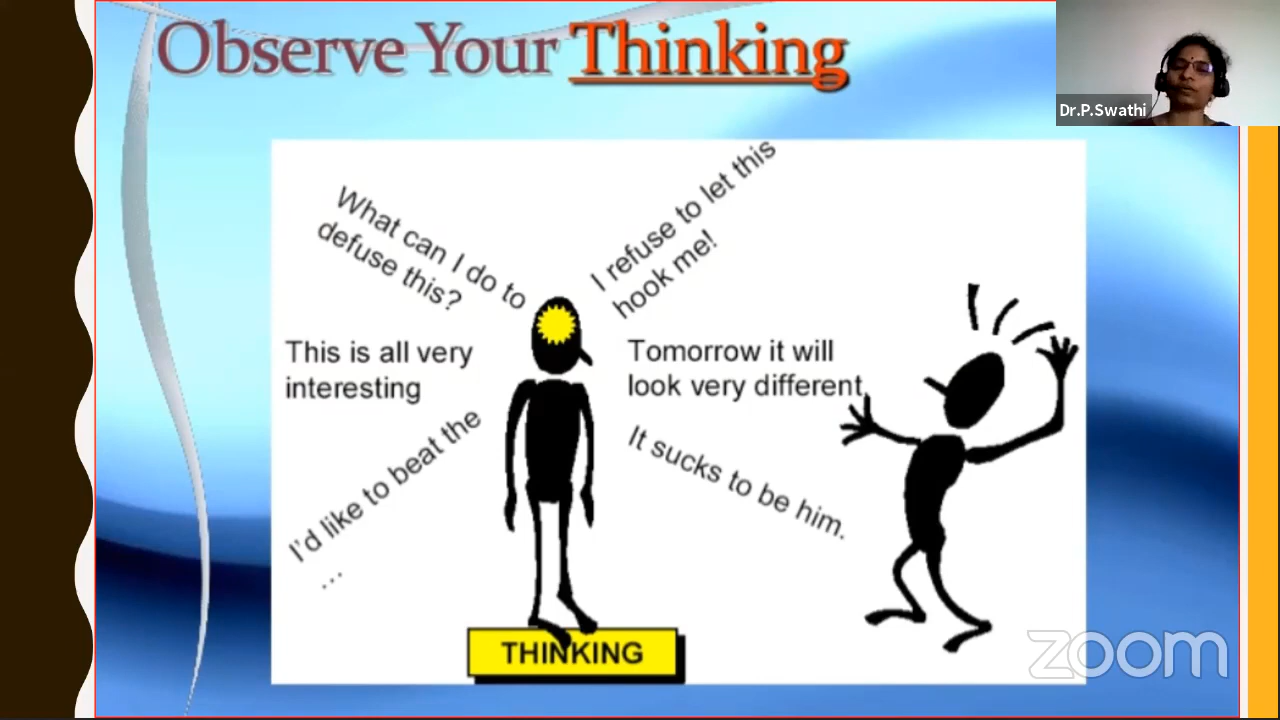 Observe Your Thinking
Dr.P.Swathi
What can I do to
defuse this?
I refuse to let this
hook me!
This is all very
interesting
Tomorrow it will
look very different.
I'd like to beat the
...
It sucks to be him.
THINKING
zoom